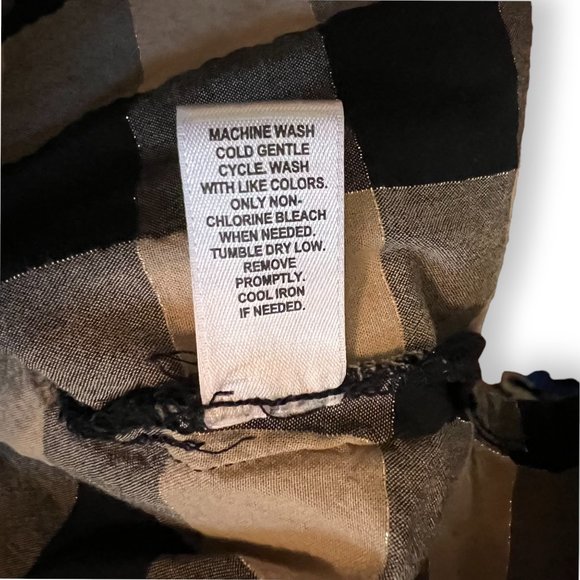 MACHINE WASH
COLD GENTLE
CYCLE. WASH
WITH LIKE COLORS.
ONLY NON-
CHLORINE BLEACH
WHEN NEEDED.
TUMBLE DRY LOW.
REMOVE
PROMPTLY.
COOL IRON
IF NEEDED.